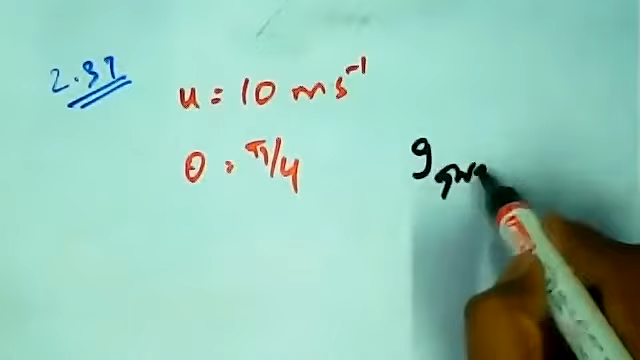 2.37
u = 10 ms⁻¹
θ = π/4
g